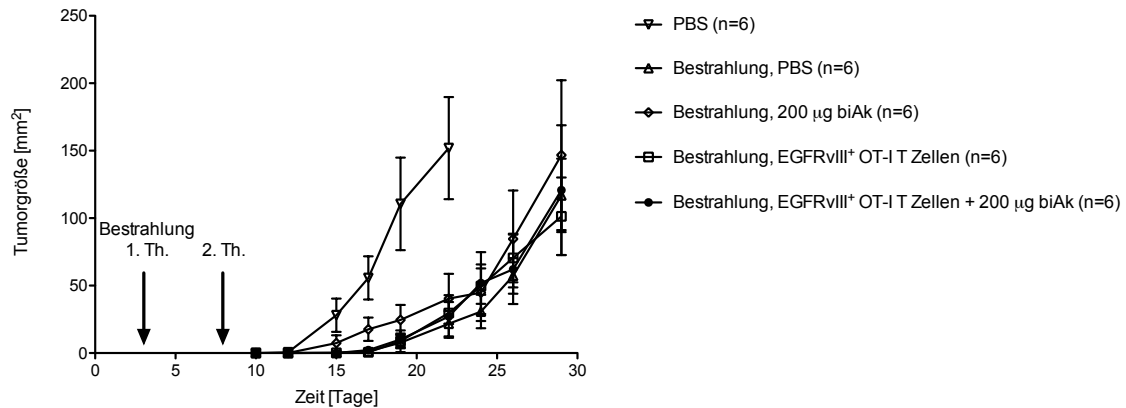 250
200
150
100
50
0
Tumorgröße [mm²]
Bestrahlung
1. Th.
2. Th.
0
5
10
15
20
25
30
Zeit [Tage]
PBS (n=6)
Bestrahlung, PBS (n=6)
Bestrahlung, 200 µg biAk (n=6)
Bestrahlung, EGFRvIII⁺ OT-I T Zellen (n=6)
Bestrahlung, EGFRvIII⁺ OT-I T Zellen + 200 µg biAk (n=6)